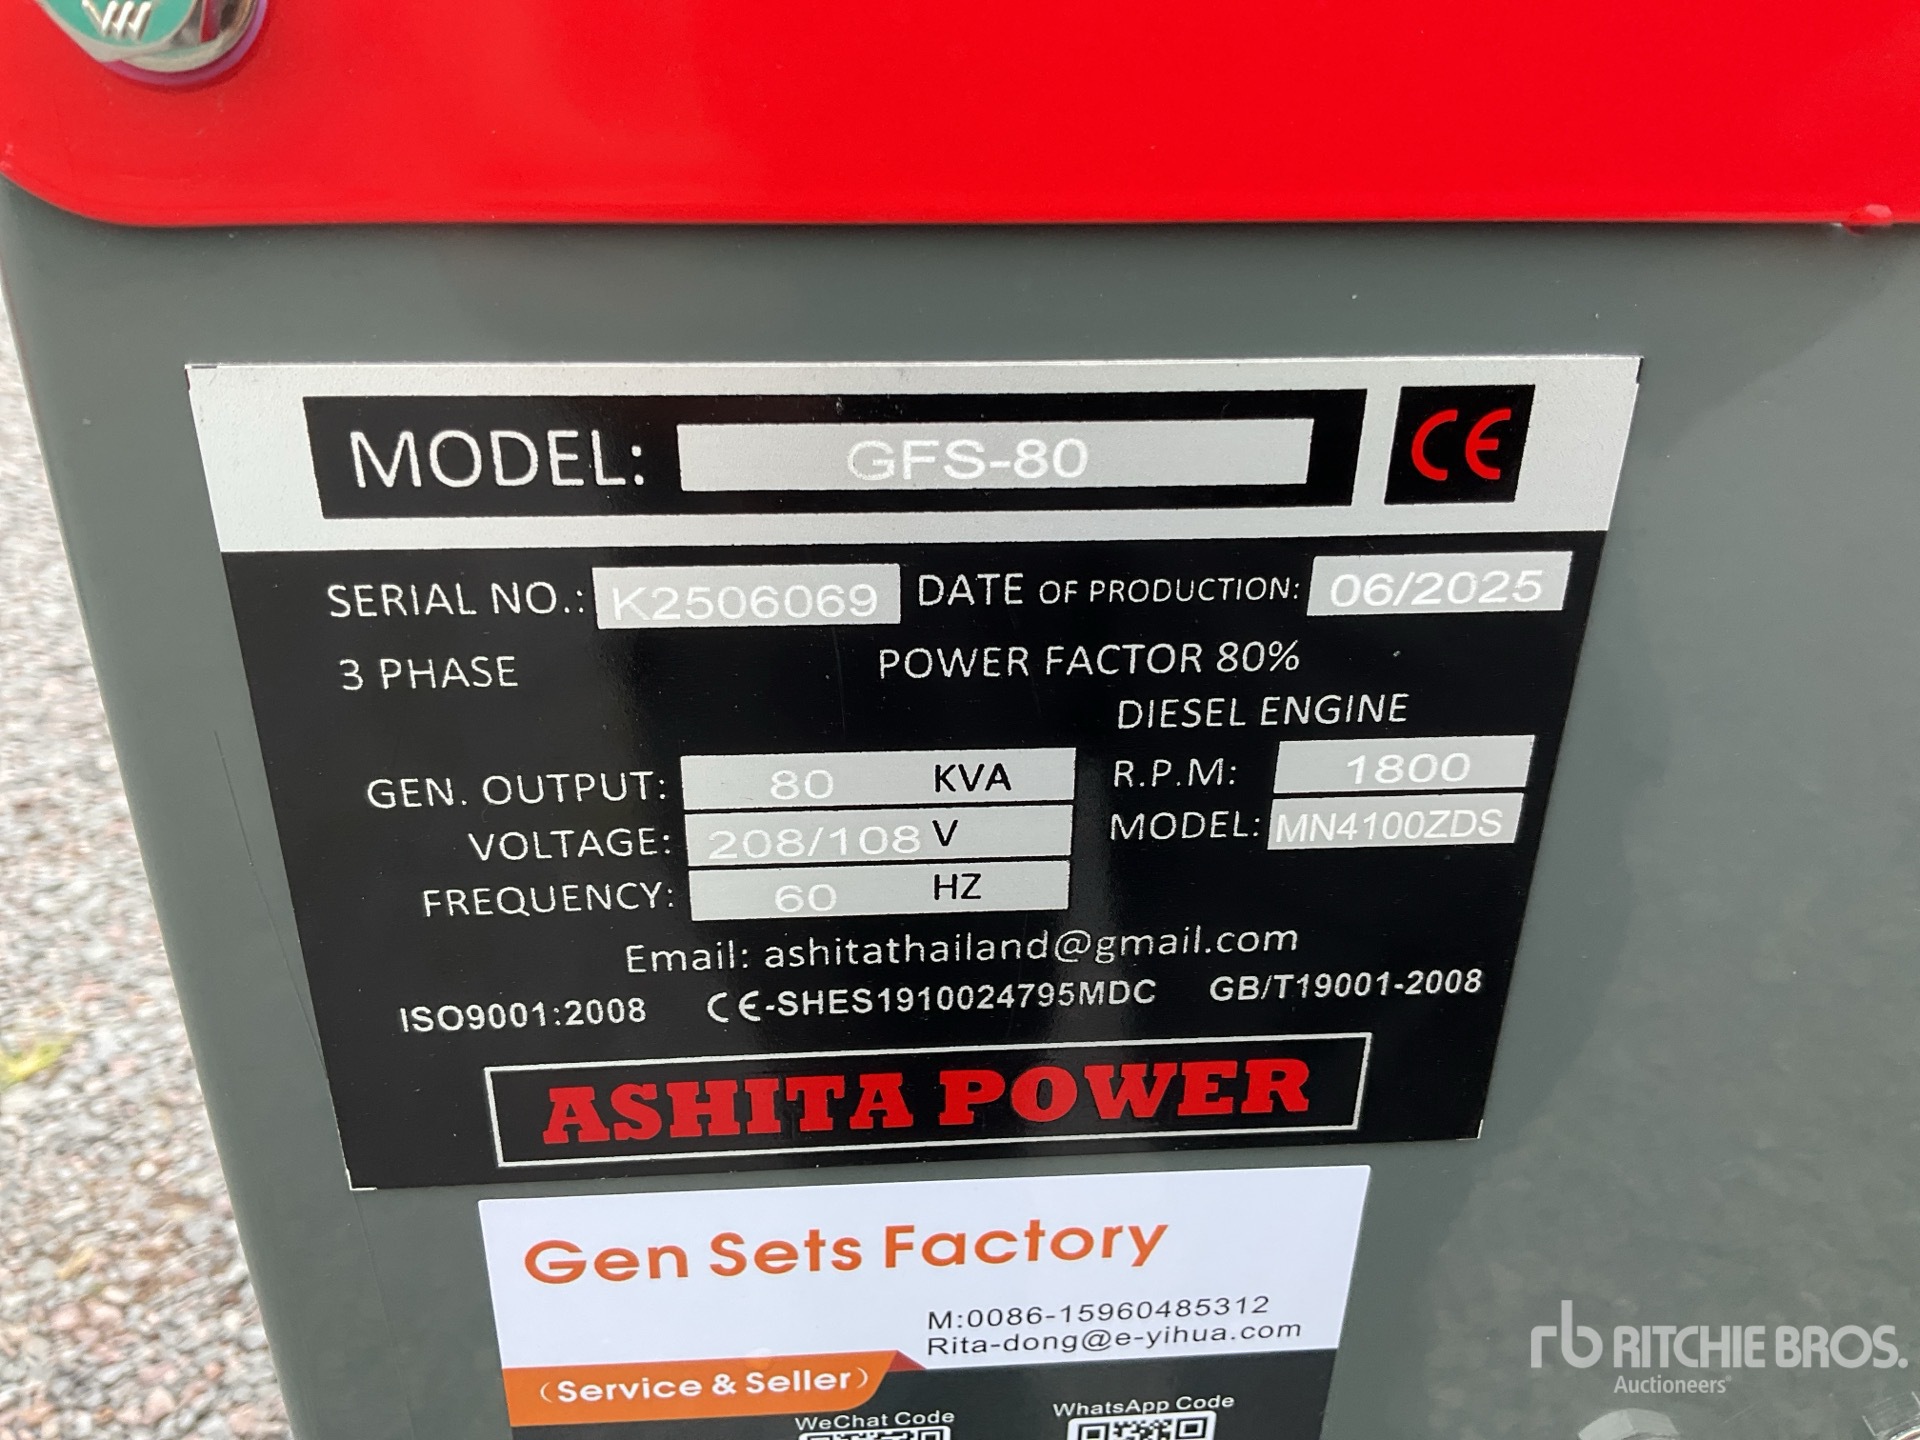 MODEL: GFS-80 CE
SERIAL NO.: K2506069 DATE OF PRODUCTION: 06/2025
3 PHASE POWER FACTOR 80%
DIESEL ENGINE
GEN. OUTPUT: 80 KVA R.P.M: 1800
VOLTAGE: 208/108 V MODEL: MN4100ZDS
FREQUENCY: 60 HZ
Email: ashitathailand@gmail.com
ISO9001:2008 CE-SHES1910024795MDC GB/T19001-2008
ASHITA POWER
Gen Sets Factory
M:0086-15960485312
Rita-dong@e-yihua.com
(Service & Seller)
WeChat Code WhatsApp Code
rb RITCHIE BROS.
Auctioneers